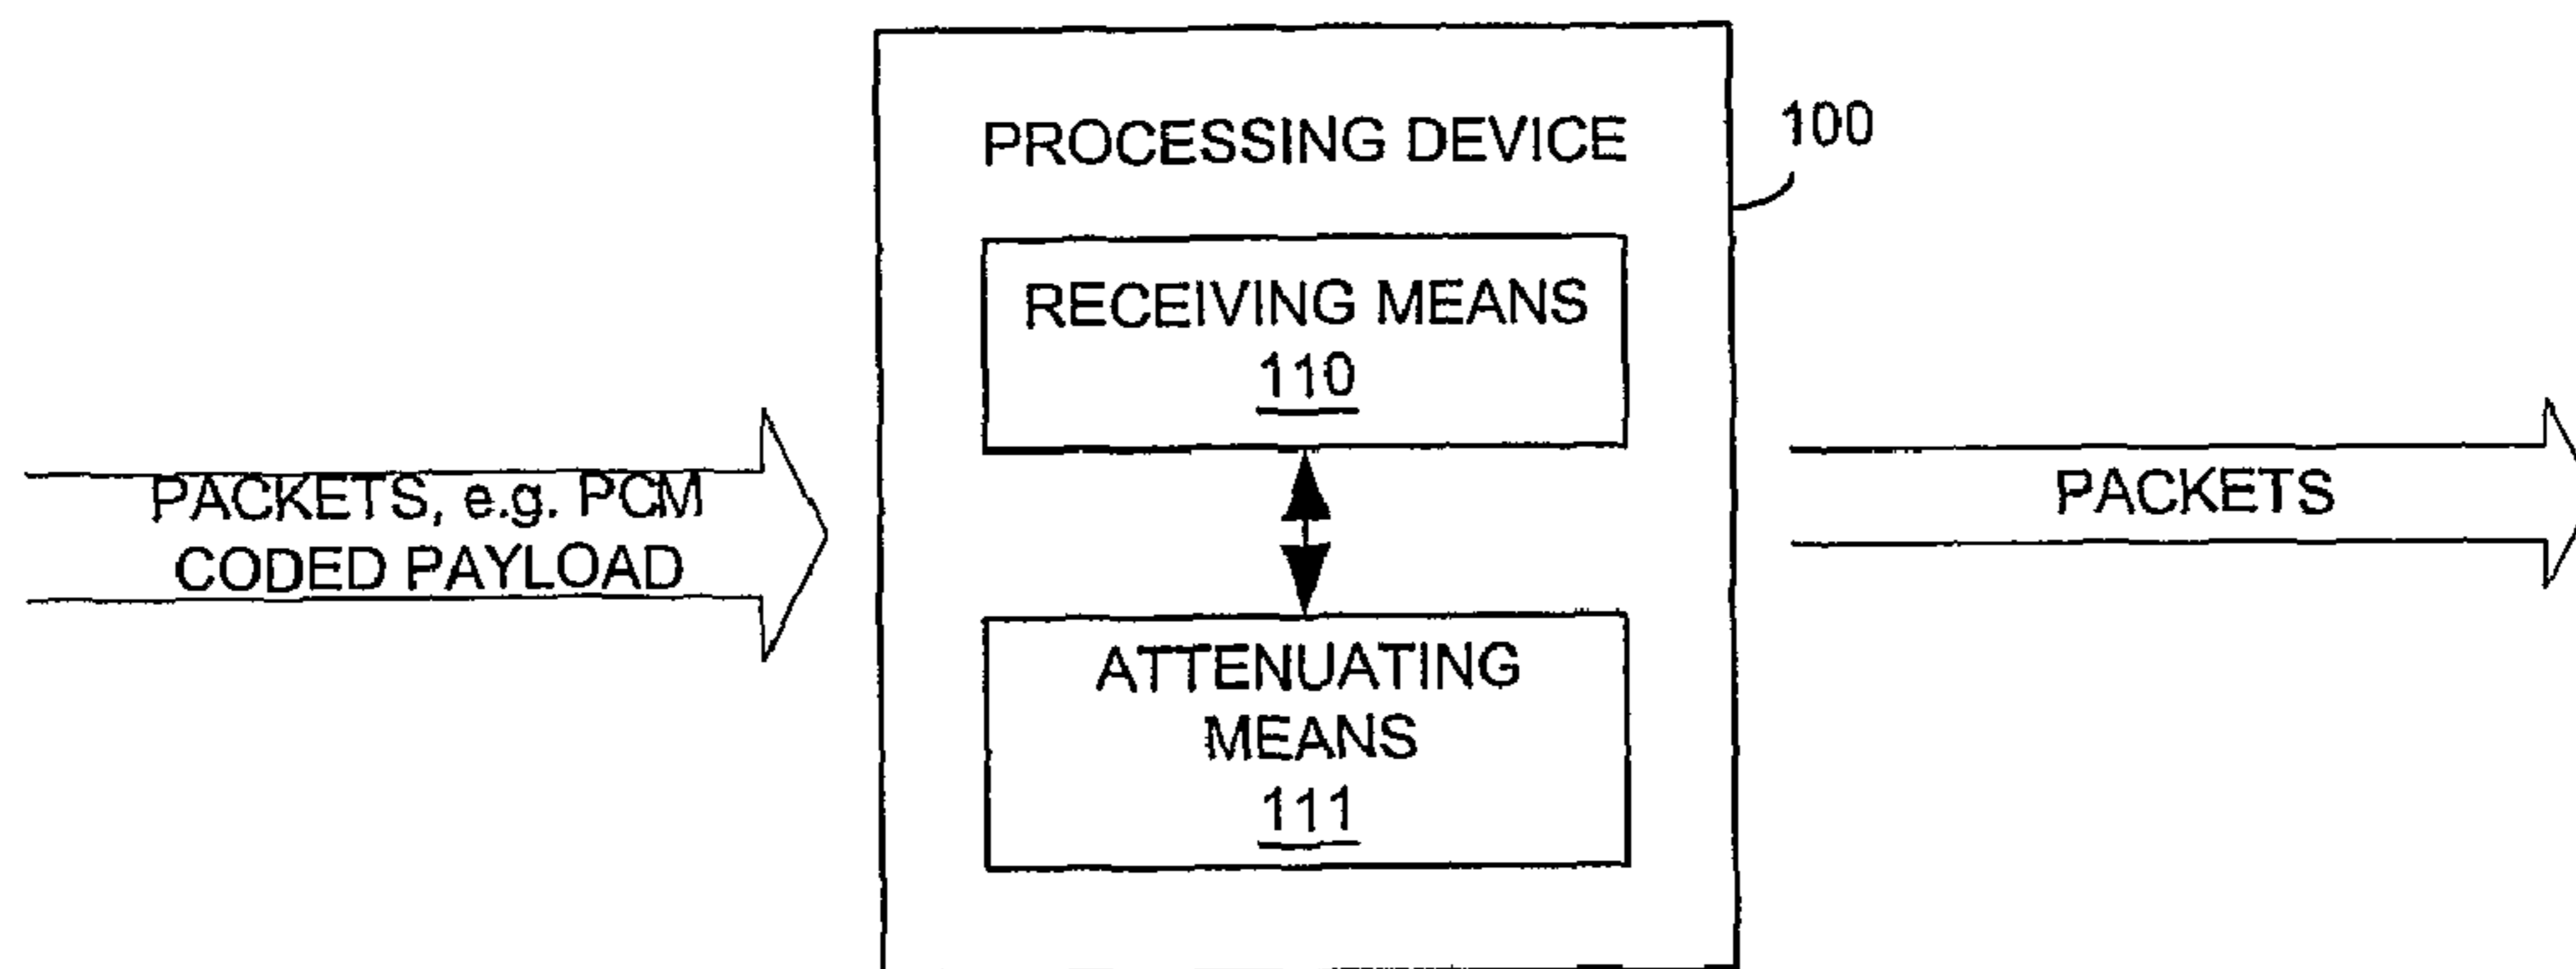 PROCESSING DEVICE
100
RECEIVING MEANS
110
PACKETS, e.g. PCM
CODED PAYLOAD
PACKETS
ATTENUATING
MEANS
111